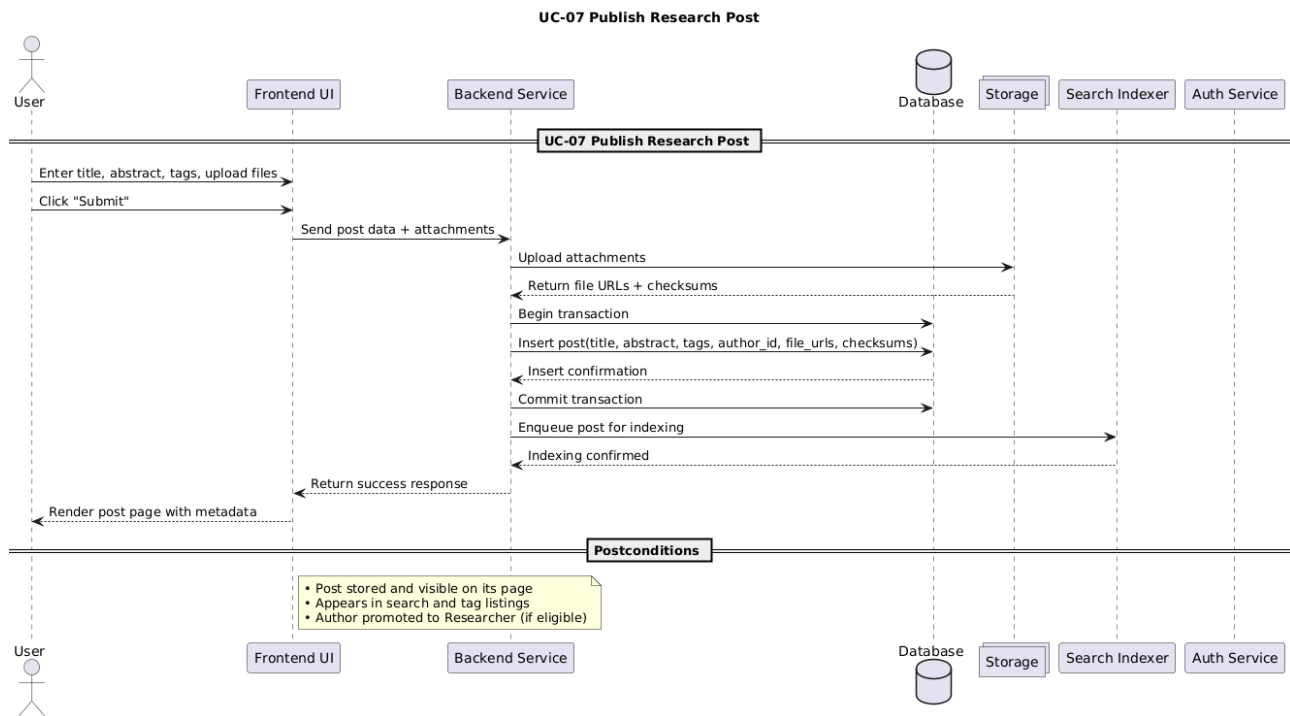 UC-07 Publish Research Post
User
Frontend UI
Backend Service
Database
Storage
Search Indexer
Auth Service
UC-07 Publish Research Post
Enter title, abstract, tags, upload files
Click "Submit"
Send post data + attachments
Upload attachments
Return file URLs + checksums
Begin transaction
Insert post(title, abstract, tags, author_id, file_urls, checksums)
Insert confirmation
Commit transaction
Enqueue post for indexing
Indexing confirmed
Return success response
Render post page with metadata
Postconditions
• Post stored and visible on its page
• Appears in search and tag listings
• Author promoted to Researcher (if eligible)
User
Frontend UI
Backend Service
Database
Storage
Search Indexer
Auth Service